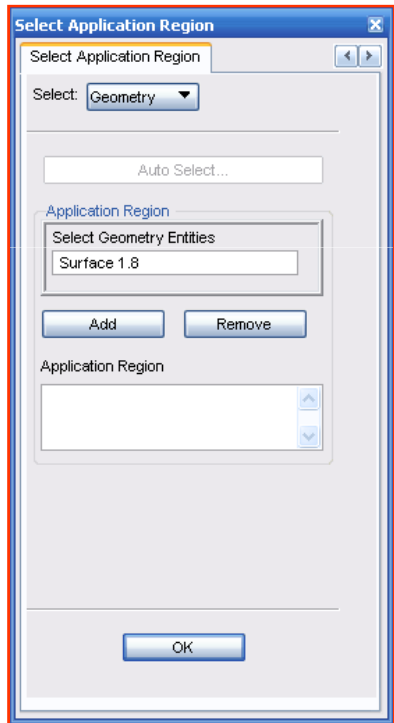 Select Application Region
Select Application Region
Select: Geometry
Auto Select...
Application Region
Select Geometry Entities
Surface 1.8
Add Remove
Application Region
OK